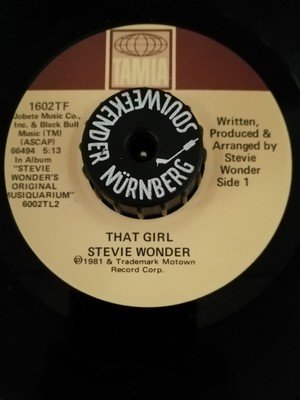 TAMLA
1602TF
Jobete Music Co.,
Inc. & Black Bull
Music (TM)
(ASCAP)
66494 5:13
In Album
"STEVIE
WONDER'S
ORIGINAL
MUSIQUARIUM"
6002TL2
SOULWEEKENDER NÜRNBERG
Written,
Produced &
Arranged by
Stevie
Wonder
Side 1
THAT GIRL
STEVIE WONDER
℗1981 & Trademark Motown
Record Corp.